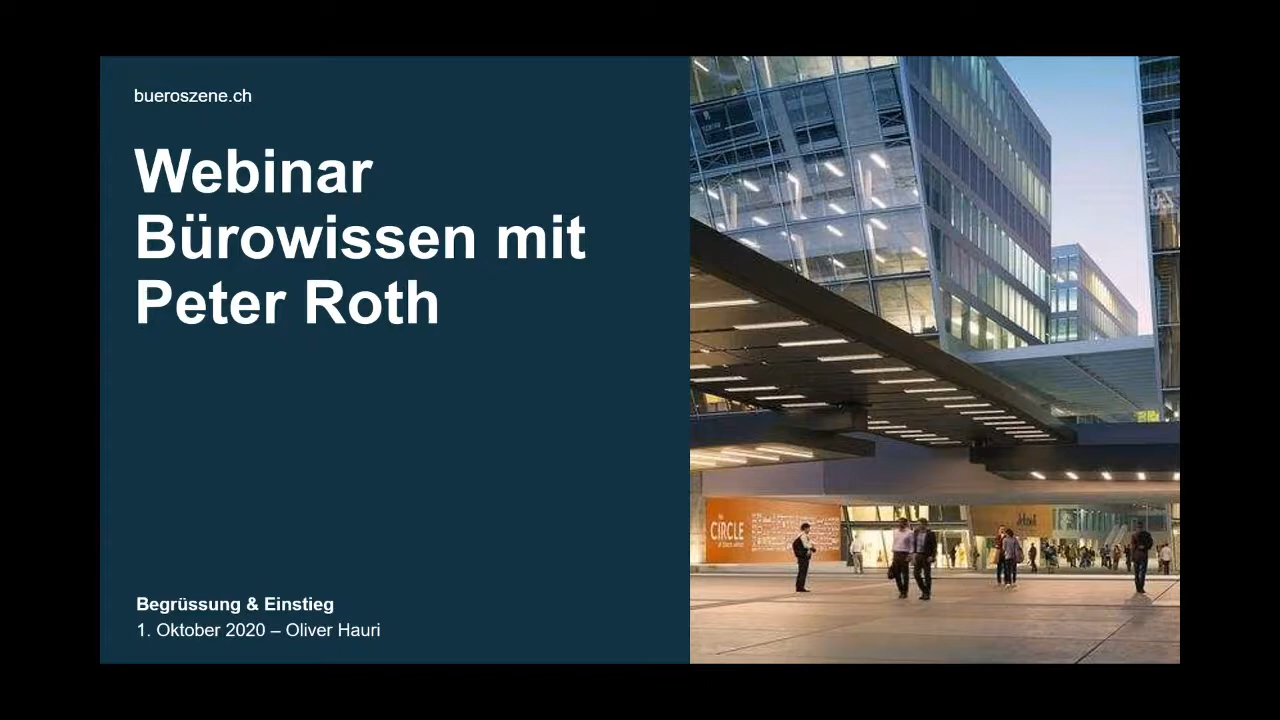 bueroszene.ch
Webinar
Bürowissen mit
Peter Roth
Begrüssung & Einstieg
1. Oktober 2020 – Oliver Hauri
CIRCLE